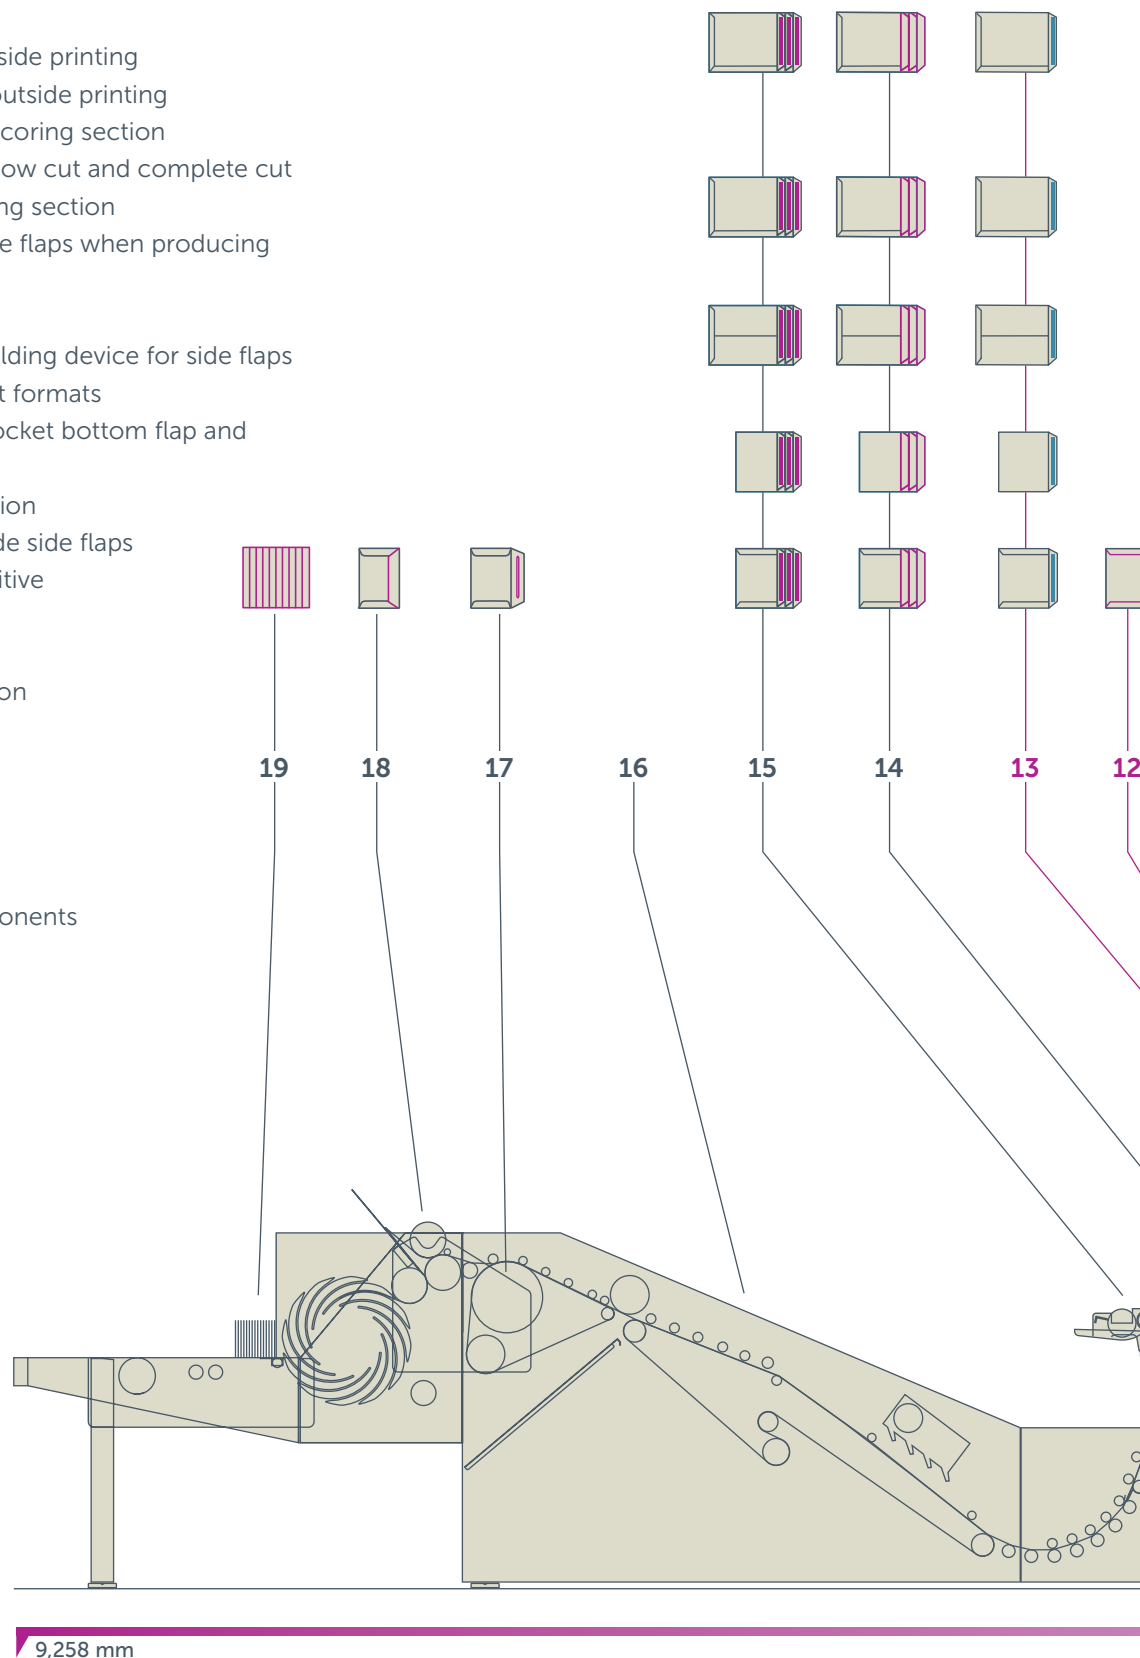 side printing
outside printing
coring section
ow cut and complete cut
ng section
e flaps when producing
lding device for side flaps
t formats
ocket bottom flap and
ion
de side flaps
itive
on
19 18 17 16 15 14 13 12
onents
9,258 mm